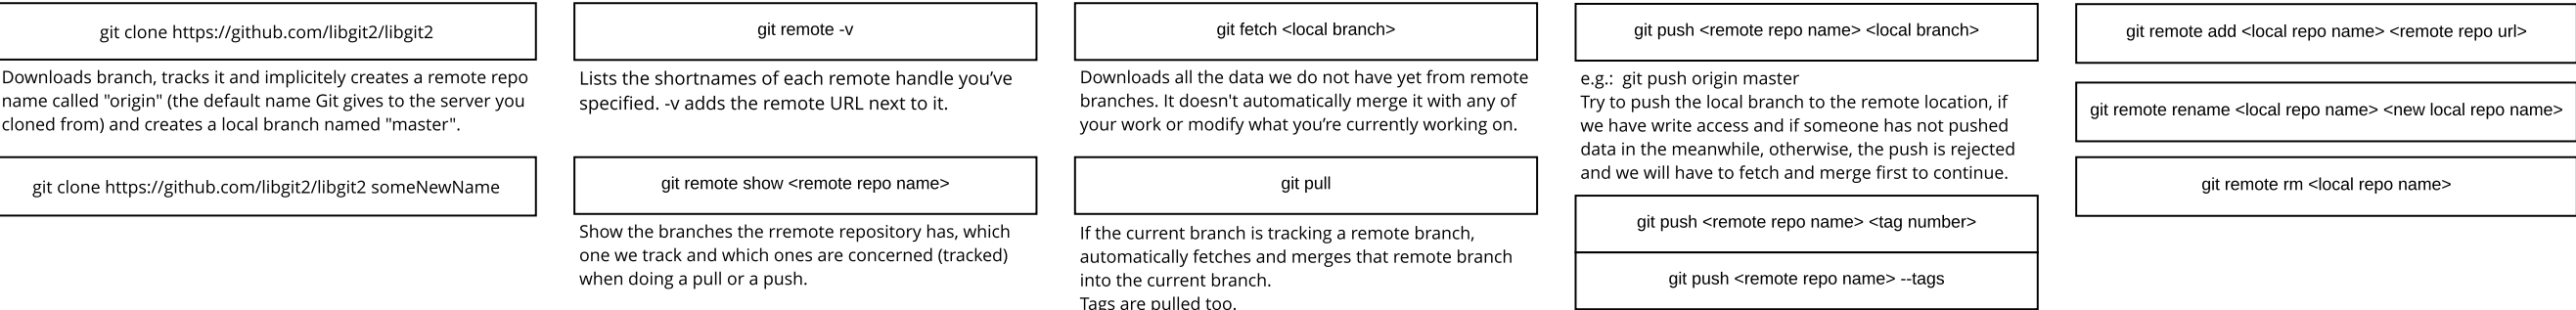 git clone https://github.com/libgit2/libgit2
Downloads branch, tracks it and implicitely creates a remote repo
name called "origin" (the default name Git gives to the server you
cloned from) and creates a local branch named "master".
git clone https://github.com/libgit2/libgit2 someNewName
git remote -v
Lists the shortnames of each remote handle you’ve
specified. -v adds the remote URL next to it.
git remote show <remote repo name>
Show the branches the rremote repository has, which
one we track and which ones are concerned (tracked)
when doing a pull or a push.
git fetch <local branch>
Downloads all the data we do not have yet from remote
branches. It doesn't automatically merge it with any of
your work or modify what you’re currently working on.
git pull
If the current branch is tracking a remote branch,
automatically fetches and merges that remote branch
into the current branch.
Tags are pulled too.
git push <remote repo name> <local branch>
e.g.:  git push origin master
Try to push the local branch to the remote location, if
we have write access and if someone has not pushed
data in the meanwhile, otherwise, the push is rejected
and we will have to fetch and merge first to continue.
git push <remote repo name> <tag number>
git push <remote repo name> --tags
git remote add <local repo name> <remote repo url>
git remote rename <local repo name> <new local repo name>
git remote rm <local repo name>